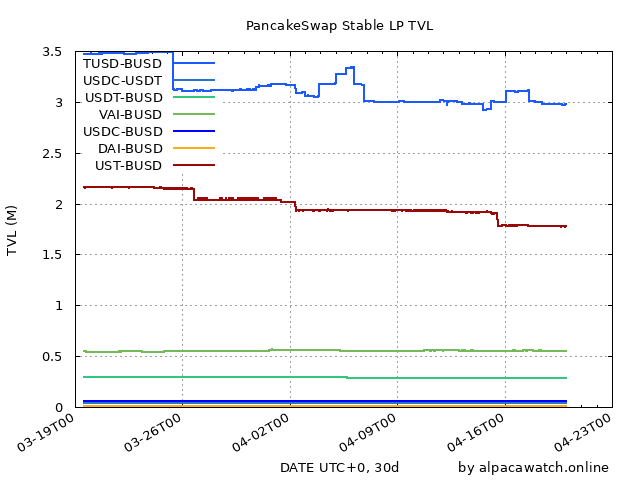 PancakeSwap Stable LP TVL
3.5
3
2.5
2
1.5
1
0.5
0
TVL (M)
TUSD-BUSD
USDC-USDT
USDT-BUSD
VAI-BUSD
USDC-BUSD
DAI-BUSD
UST-BUSD
03-19T00 03-26T00 04-02T00 04-09T00 04-16T00 04-23T00
DATE UTC+0, 30d by alpacawatch.online